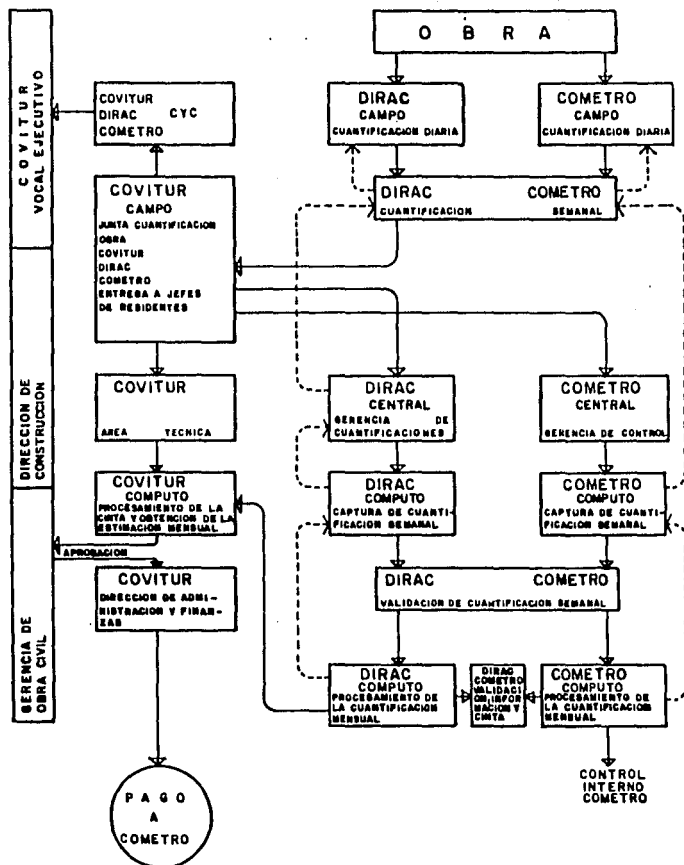 O B R A
COVITUR
VOCAL EJECUTIVO
DIRECCION DE
CONSTRUCCION
GERENCIA DE
OBRA CIVIL
COVITUR
DIRAC CYC
COMETRO
DIRAC
CAMPO
CUANTIFICACION DIARIA
COMETRO
CAMPO
CUANTIFICACION DIARIA
COVITUR
CAMPO
JUNTA CUANTIFICACION
OBRA
COVITUR
DIRAC
COMETRO
ENTREGA A JEFES
DE RESIDENTES
DIRAC COMETRO
CUANTIFICACION SEMANAL
COVITUR
AREA TECNICA
DIRAC
CENTRAL
GERENCIA DE
CUANTIFICACIONES
COMETRO
CENTRAL
GERENCIA DE CONTROL
COVITUR
COMPUTO
PROCESAMIENTO DE LA
CINTA Y OBTENCION DE LA
ESTIMACION MENSUAL
DIRAC
COMPUTO
CAPTURA DE CUANTI-
FICACION SEMANAL
COMETRO
COMPUTO
CAPTURA DE CUANTI-
FICACION SEMANAL
APROBACION
COVITUR
DIRECCION DE ADMI-
NISTRACION Y FINAN-
ZAS
DIRAC COMETRO
VALIDACION DE CUANTIFICACION SEMANAL
DIRAC
COMPUTO
PROCESAMIENTO DE
LA CUANTIFICACION
MENSUAL
DIRAC
COMETRO
VALIDACI-
ON, INFOR-
MACION Y
CINTA
COMETRO
COMPUTO
PROCESAMIENTO DE
LA CUANTIFICACION
MENSUAL
PAGO
A
COMETRO
CONTROL
INTERNO
COMETRO